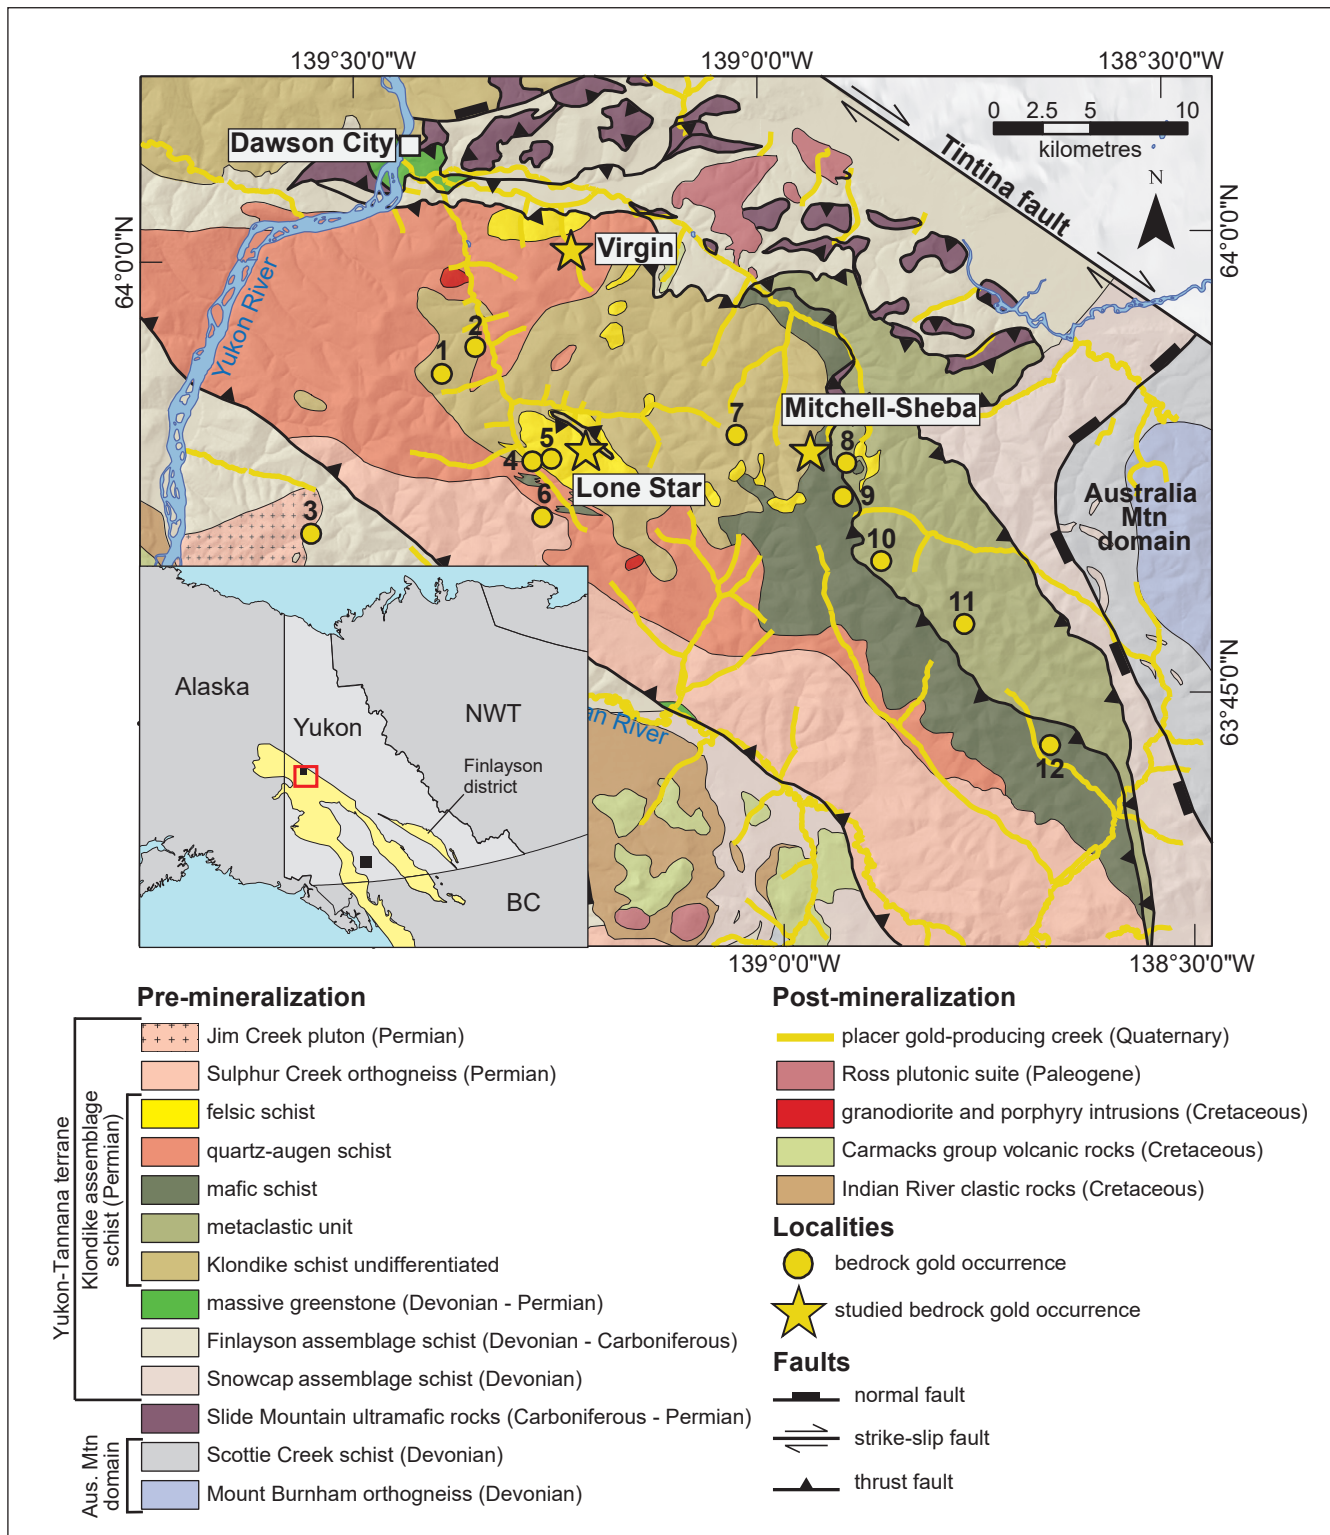 139°30'0"W
139°0'0"W
138°30'0"W
0 2.5 5 10
kilometres
Dawson City
Tintina fault
N
64°0'0"N
64°0'0"N
Virgin
Yukon River
2
1
Mitchell-Sheba
7
8
5
4
Lone Star
9
6
3
Australia
Mtn
domain
10
11
63°45'0"N
an River
12
Alaska
Yukon
NWT
Finlayson
district
BC
139°0'0"W
138°30'0"W
Pre-mineralization
Yukon-Tannana terrane
Klondike assemblage
schist (Permian)
Jim Creek pluton (Permian)
Sulphur Creek orthogneiss (Permian)
felsic schist
quartz-augen schist
mafic schist
metaclastic unit
Klondike schist undifferentiated
massive greenstone (Devonian - Permian)
Finlayson assemblage schist (Devonian - Carboniferous)
Snowcap assemblage schist (Devonian)
Slide Mountain ultramafic rocks (Carboniferous - Permian)
Aus. Mtn
domain
Scottie Creek schist (Devonian)
Mount Burnham orthogneiss (Devonian)
Post-mineralization
placer gold-producing creek (Quaternary)
Ross plutonic suite (Paleogene)
granodiorite and porphyry intrusions (Cretaceous)
Carmacks group volcanic rocks (Cretaceous)
Indian River clastic rocks (Cretaceous)
Localities
bedrock gold occurrence
studied bedrock gold occurrence
Faults
normal fault
strike-slip fault
thrust fault